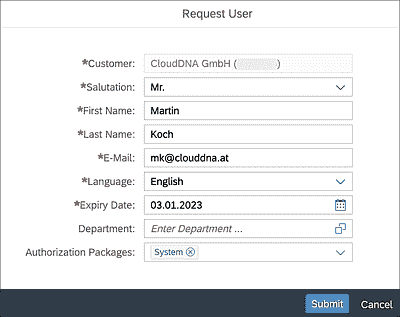 Request User
*Customer: CloudDNA GmbH ( )
*Salutation: Mr.
*First Name: Martin
*Last Name: Koch
*E-Mail: mk@clouddna.at
*Language: English
*Expiry Date: 03.01.2023
Department: Enter Department ...
Authorization Packages: System
Submit Cancel